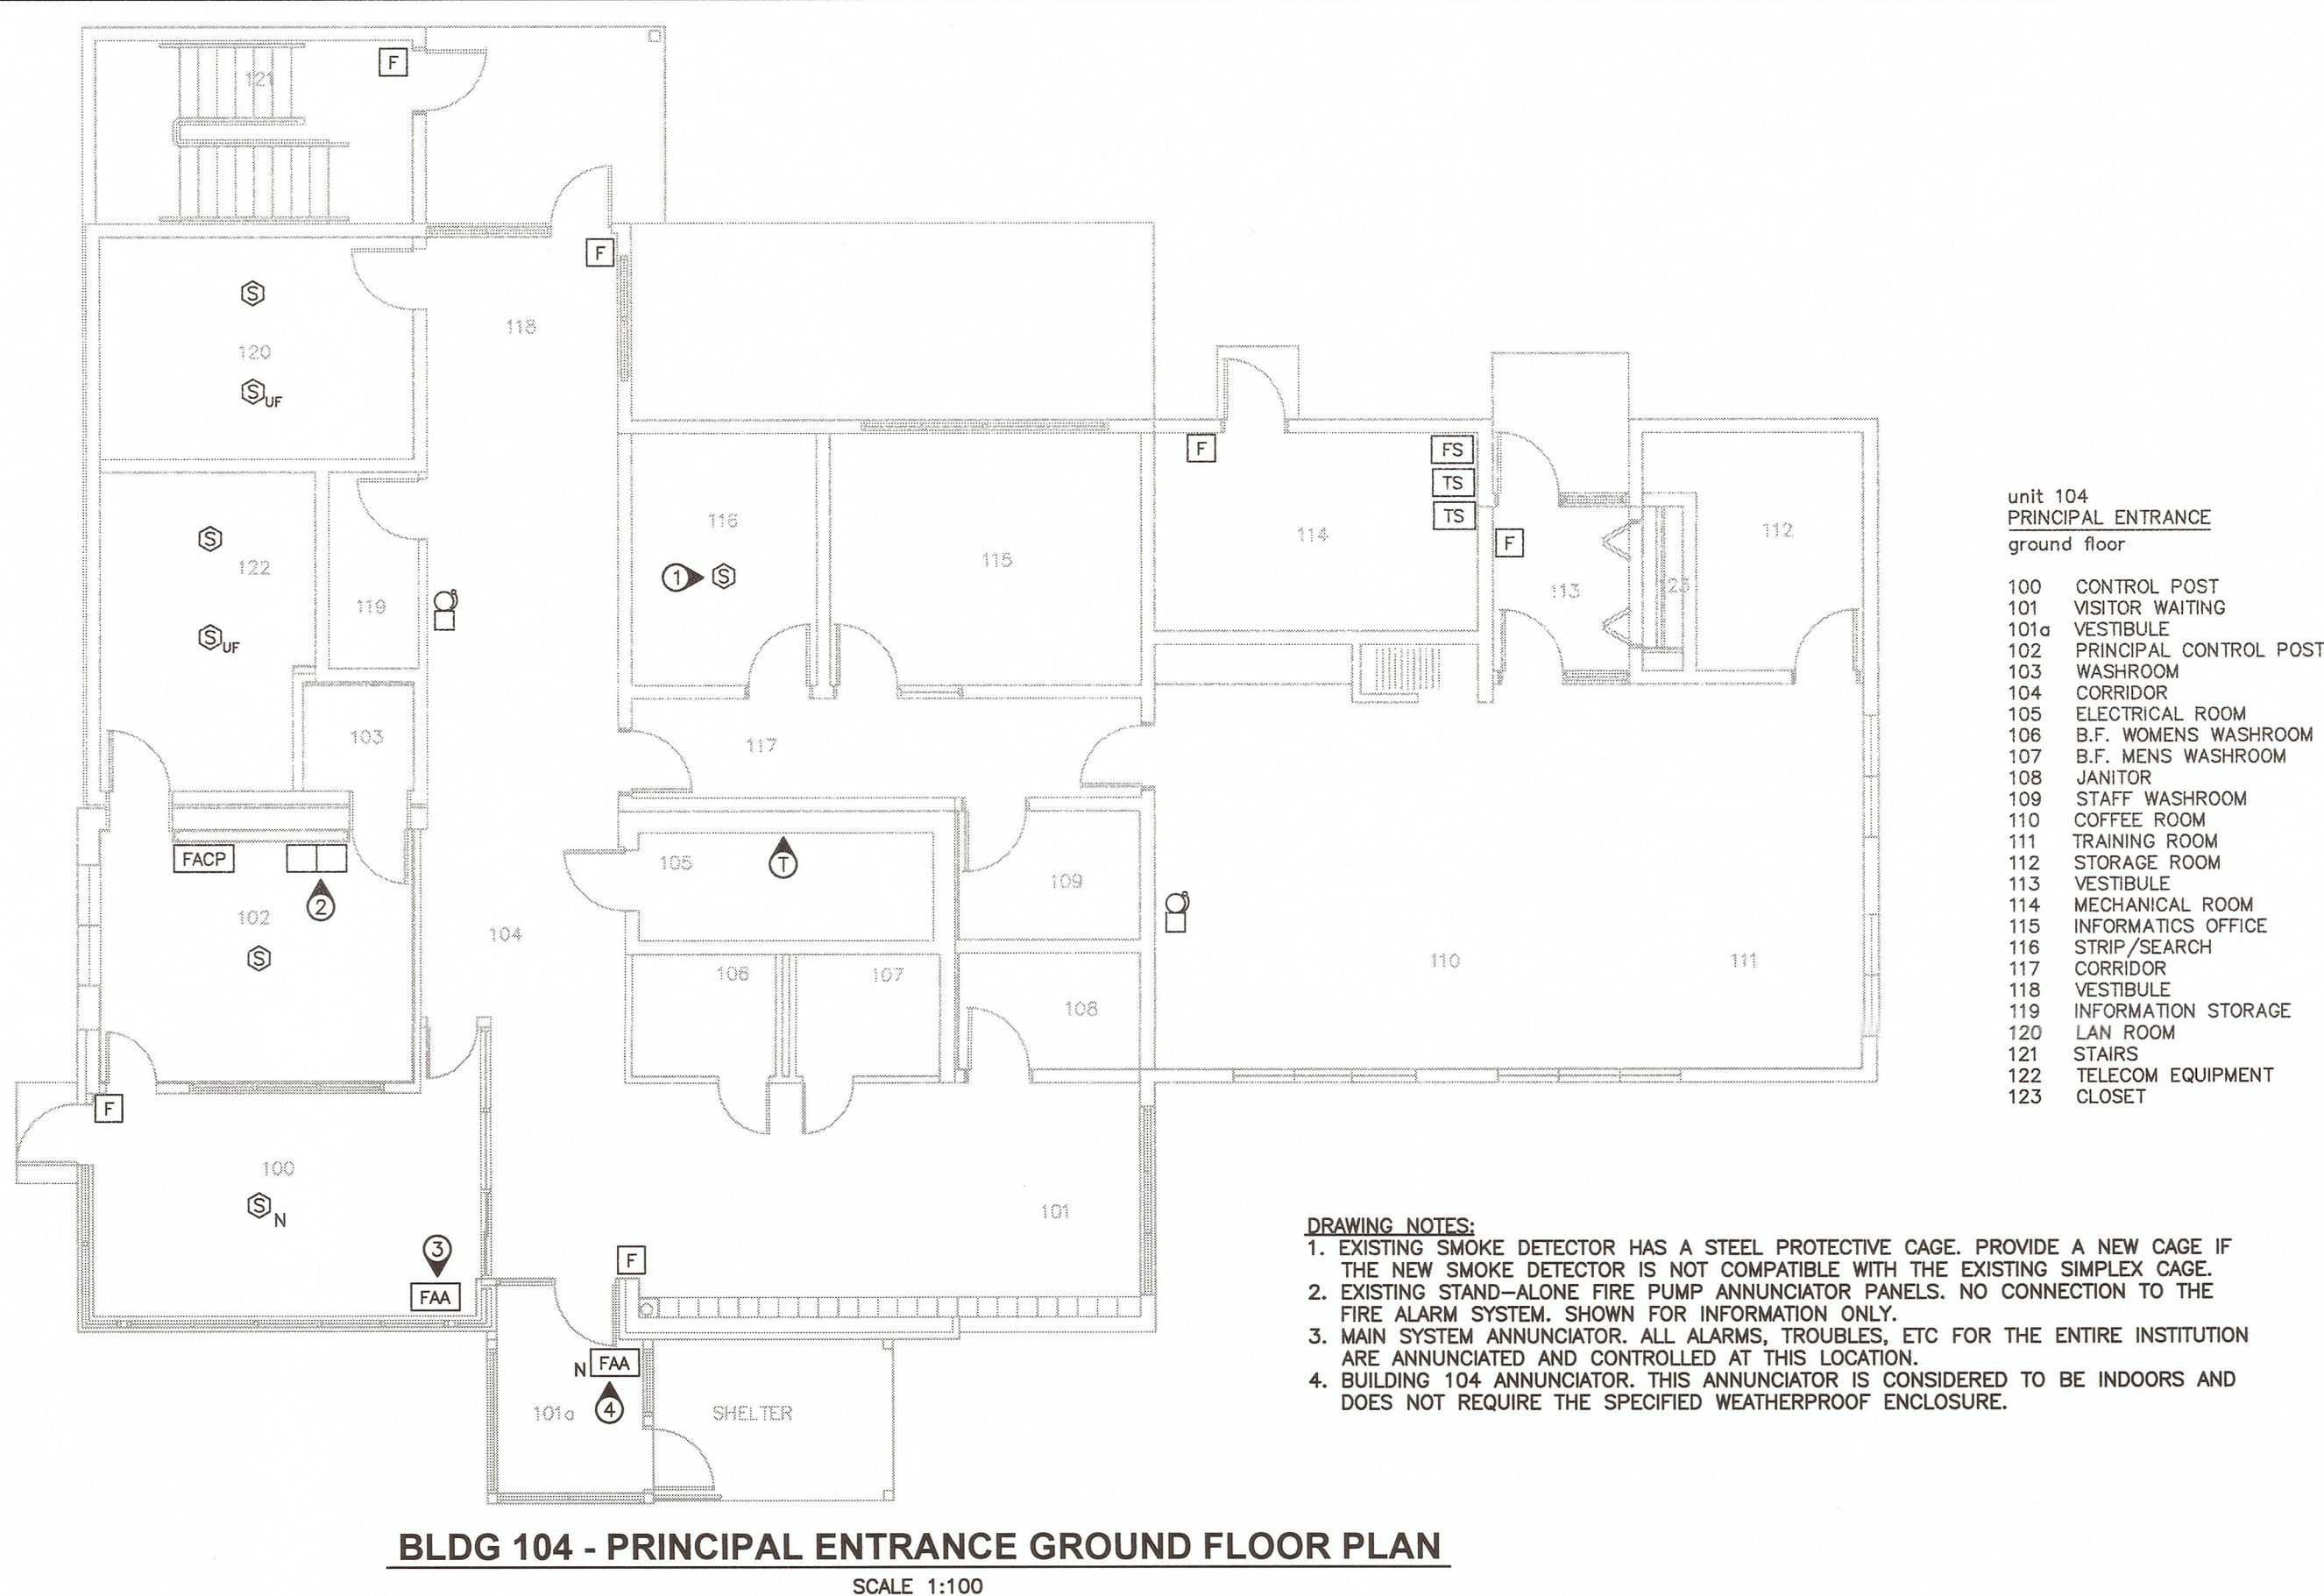 121
F
F
118
S
120
S UF
S
122
S UF
119
103
116
1 S
115
F
FS
TS
TS
114
F
113
112
117
FACP
2
102
S
105
T
109
104
106
107
108
110
111
F
100
S N
3
FAA
101
F
N FAA
4
101a
SHELTER
unit 104
PRINCIPAL ENTRANCE
ground floor
100 CONTROL POST
101 VISITOR WAITING
101a VESTIBULE
102 PRINCIPAL CONTROL POST
103 WASHROOM
104 CORRIDOR
105 ELECTRICAL ROOM
106 B.F. WOMENS WASHROOM
107 B.F. MENS WASHROOM
108 JANITOR
109 STAFF WASHROOM
110 COFFEE ROOM
111 TRAINING ROOM
112 STORAGE ROOM
113 VESTIBULE
114 MECHANICAL ROOM
115 INFORMATICS OFFICE
116 STRIP/SEARCH
117 CORRIDOR
118 VESTIBULE
119 INFORMATION STORAGE
120 LAN ROOM
121 STAIRS
122 TELECOM EQUIPMENT
123 CLOSET
DRAWING NOTES:
1. EXISTING SMOKE DETECTOR HAS A STEEL PROTECTIVE CAGE. PROVIDE A NEW CAGE IF
THE NEW SMOKE DETECTOR IS NOT COMPATIBLE WITH THE EXISTING SIMPLEX CAGE.
2. EXISTING STAND-ALONE FIRE PUMP ANNUNCIATOR PANELS. NO CONNECTION TO THE
FIRE ALARM SYSTEM. SHOWN FOR INFORMATION ONLY.
3. MAIN SYSTEM ANNUNCIATOR. ALL ALARMS, TROUBLES, ETC FOR THE ENTIRE INSTITUTION
ARE ANNUNCIATED AND CONTROLLED AT THIS LOCATION.
4. BUILDING 104 ANNUNCIATOR. THIS ANNUNCIATOR IS CONSIDERED TO BE INDOORS AND
DOES NOT REQUIRE THE SPECIFIED WEATHERPROOF ENCLOSURE.
BLDG 104 - PRINCIPAL ENTRANCE GROUND FLOOR PLAN
SCALE 1:100